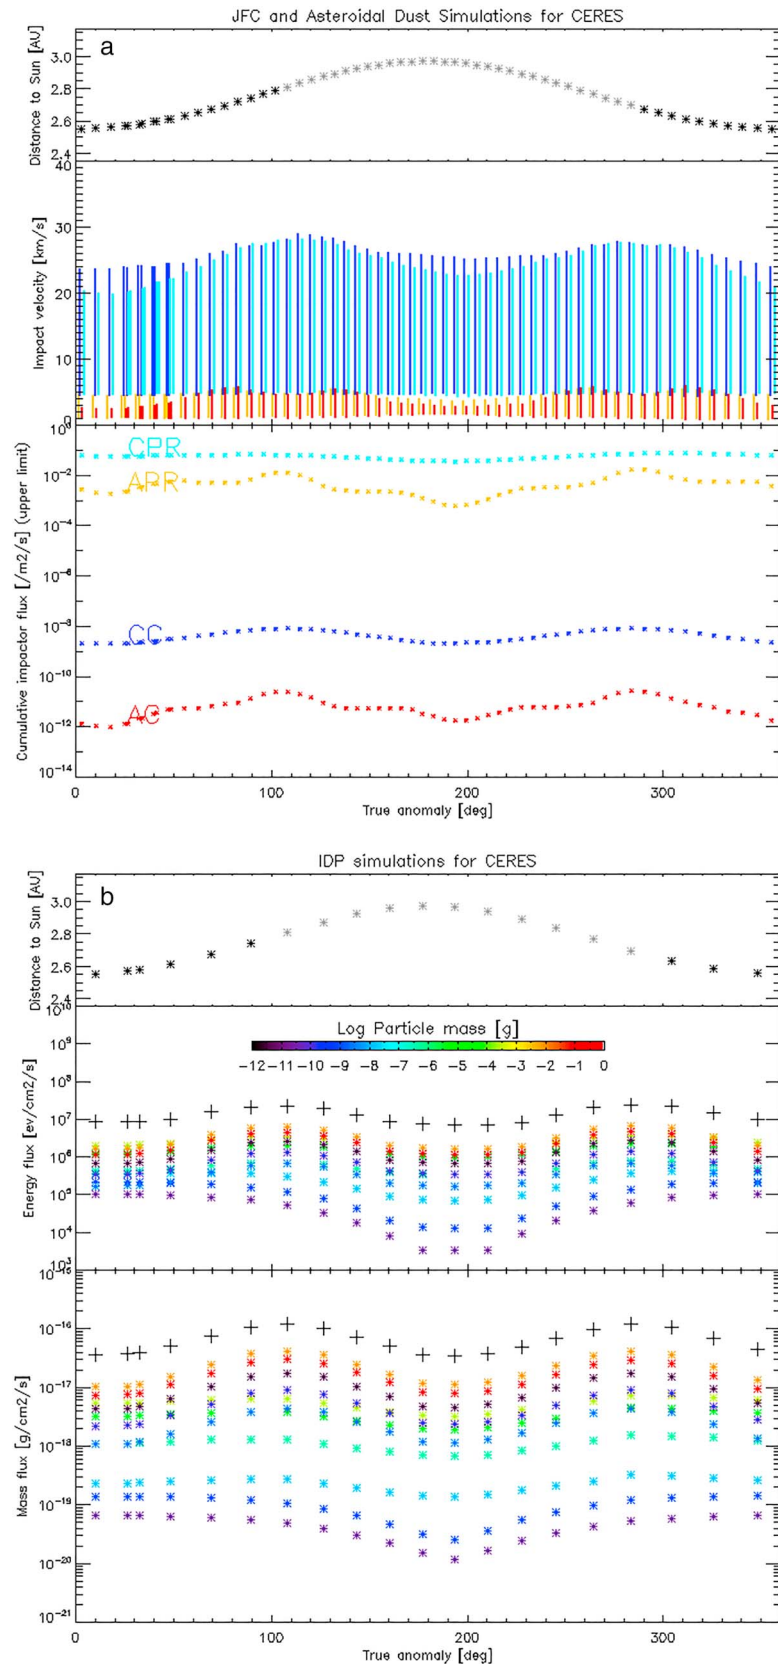 JFC and Asteroidal Dust Simulations for CERES
a
Distance to Sun [AU]
3.0
2.8
2.6
2.4
Impact velocity [km/s]
40
30
20
10
0
Cumulative impactor flux [/m2/s] (upper limit)
10^0
10^-2
10^-4
10^-6
10^-8
10^-10
10^-12
10^-14
CPR
APR
CC
AC
0 100 200 300
True anomaly [deg]
IDP simulations for CERES
b
Distance to Sun [AU]
3.0
2.8
2.6
2.4
Energy flux [ev/cm2/s]
10^10
10^9
10^8
10^7
10^6
10^5
10^4
10^3
Log Particle mass [g]
-12 -11 -10 -9 -8 -7 -6 -5 -4 -3 -2 -1 0
Mass flux [g/cm2/s]
10^-15
10^-16
10^-17
10^-18
10^-19
10^-20
10^-21
0 100 200 300
True anomaly [deg]